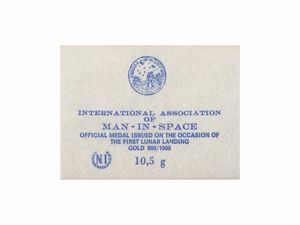 INTERNATIONAL ASSOCIATION
OF
MAN-IN-SPACE
OFFICIAL MEDAL ISSUED ON THE OCCASION OF
THE FIRST LUNAR LANDING
GOLD 900/1000
NI 10,5 g